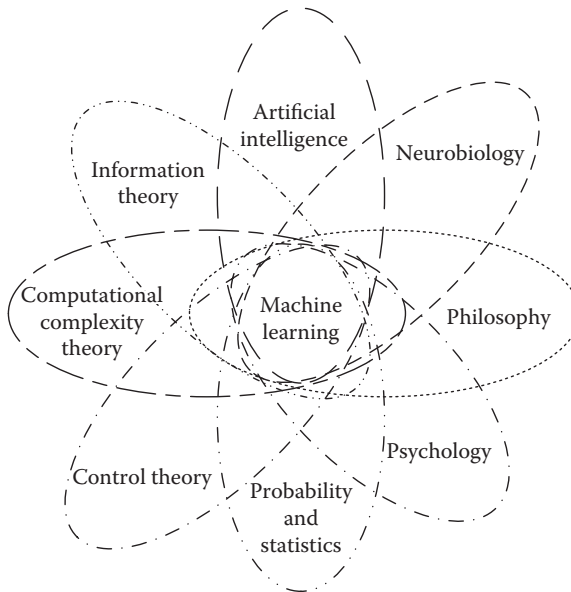 Artificial
intelligence
Neurobiology
Information
theory
Computational
complexity
theory
Machine
learning
Philosophy
Psychology
Control theory
Probability
and
statistics